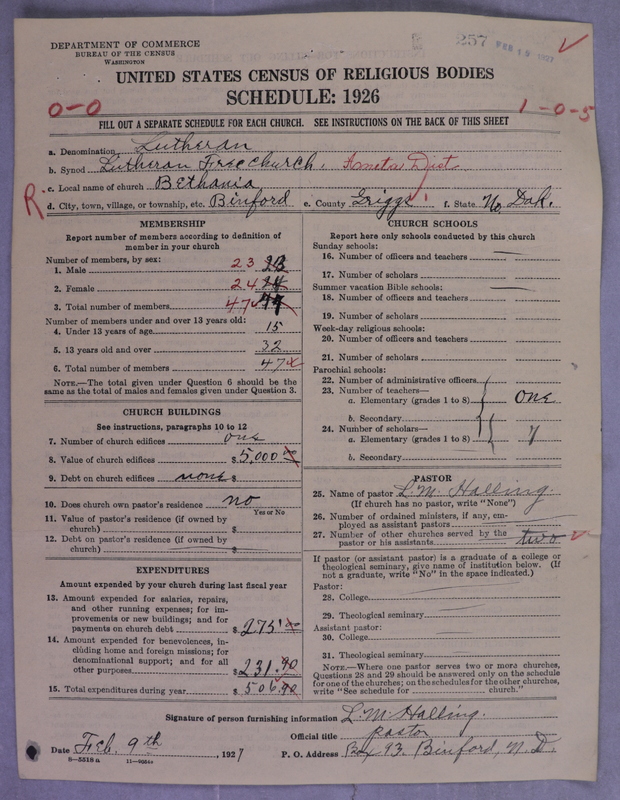 DEPARTMENT OF COMMERCE
BUREAU OF THE CENSUS
WASHINGTON
257 FEB 15 1927
UNITED STATES CENSUS OF RELIGIOUS BODIES
SCHEDULE: 1926
0-0
1-0-5
FILL OUT A SEPARATE SCHEDULE FOR EACH CHURCH. SEE INSTRUCTIONS ON THE BACK OF THIS SHEET
a. Denomination Lutheran
b. Synod Lutheran Free Church. Aneta Dist
R c. Local name of church Bethania
d. City, town, village, or township, etc. Binford e. County Griggs f. State No. Dak.
MEMBERSHIP
Report number of members according to definition of
member in your church
Number of members, by sex:
1. Male 23
2. Female 24
3. Total number of members 47
Number of members under and over 13 years old:
4. Under 13 years of age 15
5. 13 years old and over 32
6. Total number of members 47
NOTE.—The total given under Question 6 should be
same as the total of males and females given under Question 3.
CHURCH BUILDINGS
See instructions, paragraphs 10 to 12
7. Number of church edifices one
8. Value of church edifices $ 5,000 00
9. Debt on church edifices none $
10. Does church own pastor's residence no
Yes or No
11. Value of pastor's residence (if owned by
church) $
12. Debt on pastor's residence (if owned by
church) $
EXPENDITURES
Amount expended by your church during last fiscal year
13. Amount expended for salaries, repairs,
and other running expenses; for im-
provements or new buildings; and for
payments on church debt $ 275 00
14. Amount expended for benevolences, in-
cluding home and foreign missions; for
denominational support; and for all
other purposes $ 231.90
15. Total expenditures during year $ 506.90
CHURCH SCHOOLS
Report here only schools conducted by this church
Sunday schools:
16. Number of officers and teachers
17. Number of scholars
Summer vacation Bible schools:
18. Number of officers and teachers
19. Number of scholars
Week-day religious schools:
20. Number of officers and teachers
21. Number of scholars
Parochial schools:
22. Number of administrative officers
23. Number of teachers—
a. Elementary (grades 1 to 8) one
b. Secondary
24. Number of scholars—
a. Elementary (grades 1 to 8) 7
b. Secondary
PASTOR
25. Name of pastor L. M. Halling
(If church has no pastor, write "None")
26. Number of ordained ministers, if any, em-
ployed as assistant pastors
27. Number of other churches served by the
pastor or his assistants two
If pastor (or assistant pastor) is a graduate of a college or
theological seminary, give name of institution below. (If
not a graduate, write "No" in the space indicated.)
Pastor:
28. College
29. Theological seminary
Assistant pastor:
30. College
31. Theological seminary
NOTE.—Where one pastor serves two or more churches,
Questions 28 and 29 should be answered only on the schedule
for one of the churches; on the schedules for the other churches,
write "See schedule for church."
Signature of person furnishing information L. M. Halling.
Official title pastor
Date Feb. 9th, 1927 P. O. Address Box 93. Binford, N. D.
8—5518 a